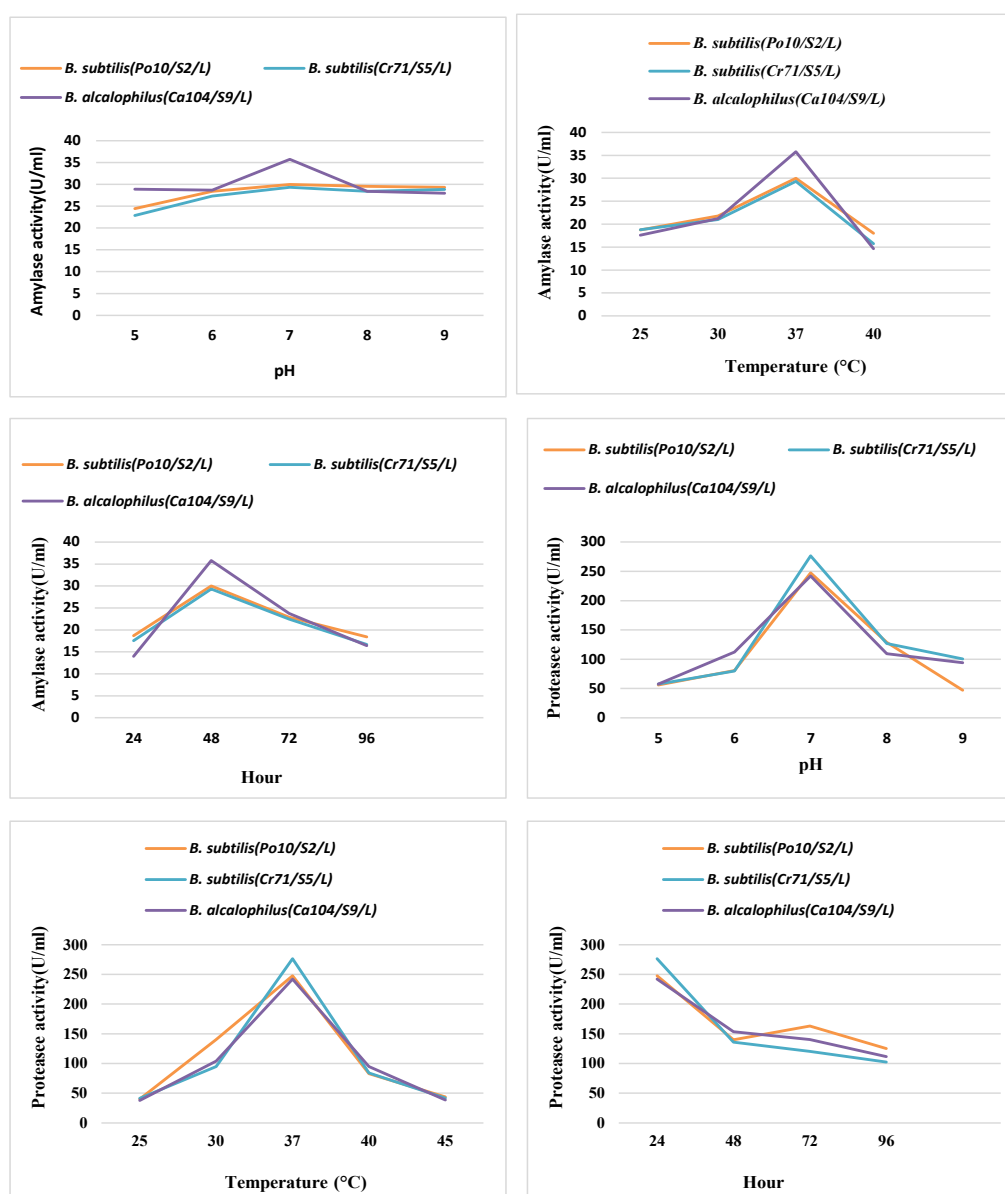 B. subtilis(Po10/S2/L) B. subtilis(Cr71/S5/L)
B. alcalophilus(Ca104/S9/L)
Amylase activity(U/ml)
40
35
30
25
20
15
10
5
0
5 6 7 8 9
pH
B. subtilis(Po10/S2/L)
B. subtilis(Cr71/S5/L)
B. alcalophilus(Ca104/S9/L)
Amylase activity(U/ml)
40
35
30
25
20
15
10
5
0
25 30 37 40
Temperature (°C)
B. subtilis(Po10/S2/L) B. subtilis(Cr71/S5/L)
B. alcalophilus(Ca104/S9/L)
Amylase activity(U/ml)
40
35
30
25
20
15
10
5
0
24 48 72 96
Hour
B. subtilis(Po10/S2/L) B. subtilis(Cr71/S5/L)
B. alcalophilus(Ca104/S9/L)
Proteasee activity(U/ml)
300
250
200
150
100
50
0
5 6 7 8 9
pH
B. subtilis(Po10/S2/L)
B. subtilis(Cr71/S5/L)
B. alcalophilus(Ca104/S9/L)
Proteasee activity(U/ml)
300
250
200
150
100
50
0
25 30 37 40 45
Temperature (°C)
B. subtilis(Po10/S2/L)
B. subtilis(Cr71/S5/L)
B. alcalophilus(Ca104/S9/L)
Proteasee activity(U/ml)
300
250
200
150
100
50
0
24 48 72 96
Hour